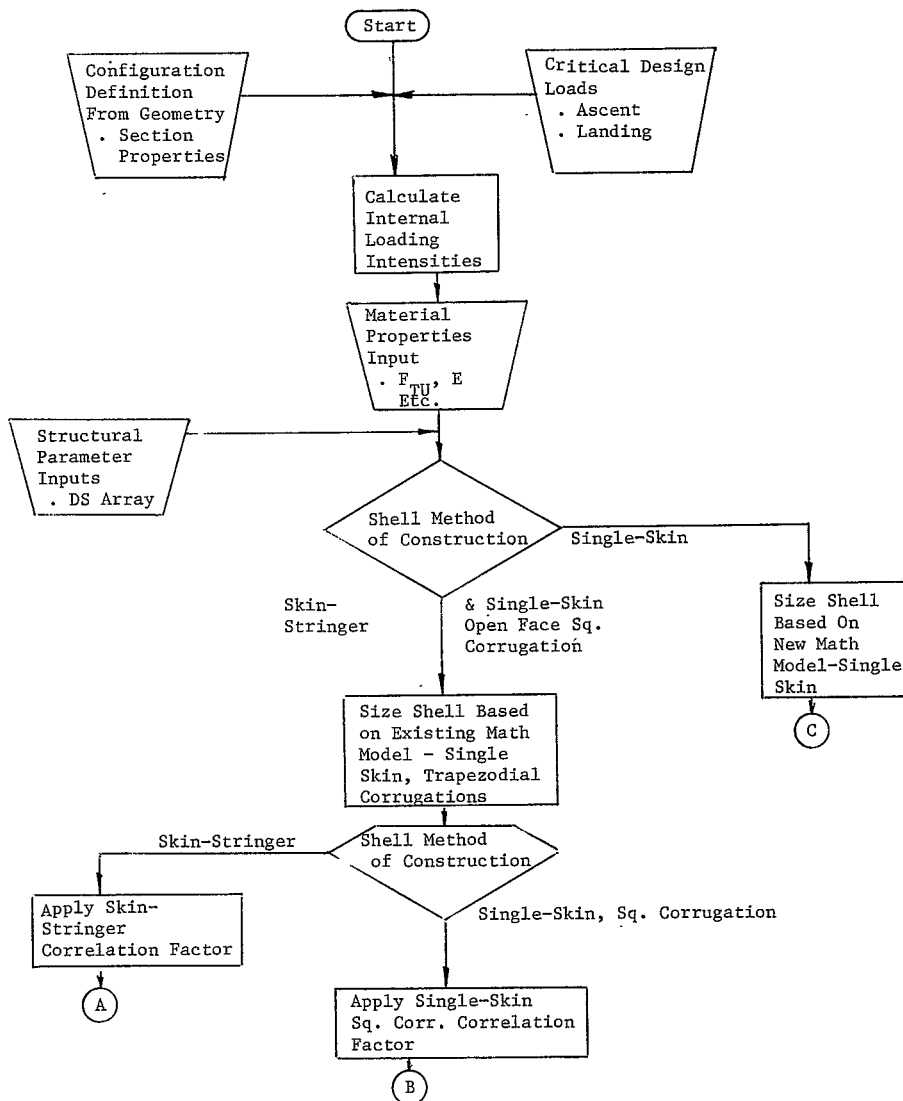 Start
Configuration
Definition
From Geometry
. Section
Properties
Critical Design
Loads
. Ascent
. Landing
Calculate
Internal
Loading
Intensities
Material
Properties
Input
. FTU, E
Etc.
Structural
Parameter
Inputs
. DS Array
Shell Method
of Construction
Single-Skin
Skin-
Stringer
& Single-Skin
Open Face Sq.
Corrugation
Size Shell
Based On
New Math
Model-Single
Skin
C
Size Shell Based
on Existing Math
Model - Single
Skin, Trapezodial
Corrugations
Shell Method
of Construction
Skin-Stringer
Single-Skin, Sq. Corrugation
Apply Skin-
Stringer
Correlation Factor
A
Apply Single-Skin
Sq. Corr. Correlation
Factor
B